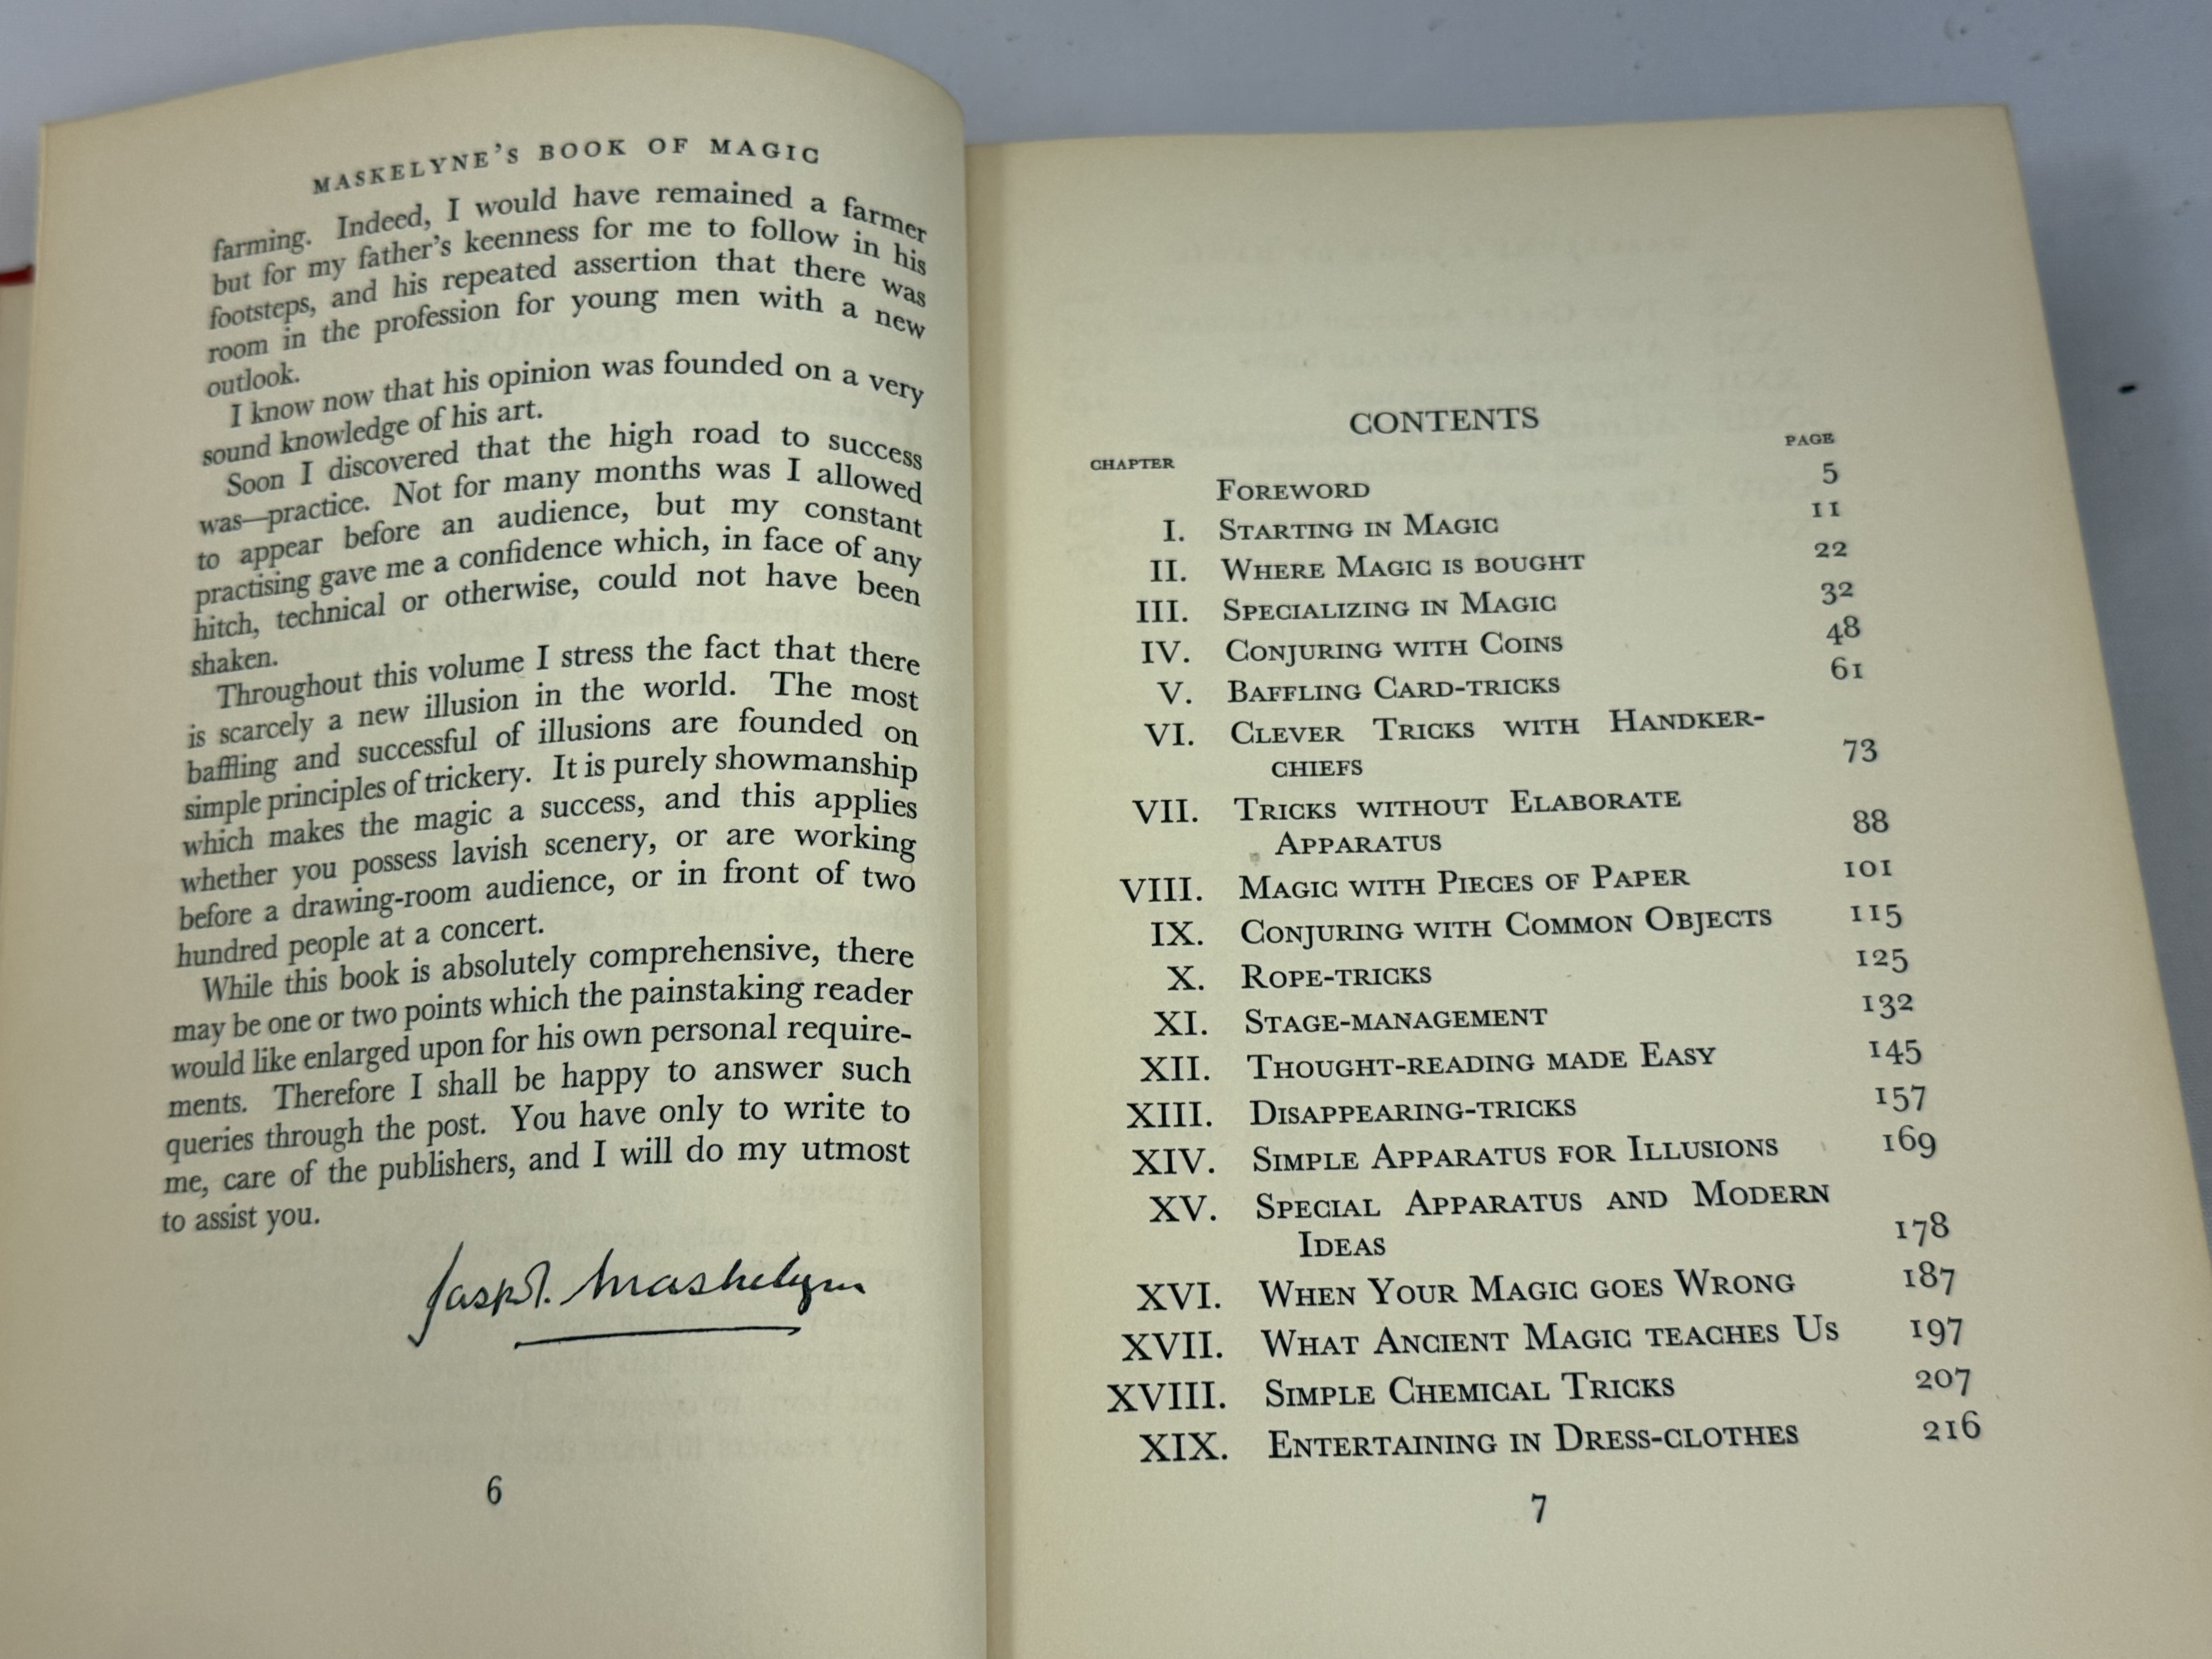 MASKELYNE'S BOOK OF MAGIC
farming. Indeed, I would have remained a farmer
but for my father's keenness for me to follow in his
footsteps, and his repeated assertion that there was
room in the profession for young men with a new
outlook.
I know now that his opinion was founded on a very
sound knowledge of his art.
Soon I discovered that the high road to success
was—practice. Not for many months was I allowed
to appear before an audience, but my constant
practising gave me a confidence which, in face of any
hitch, technical or otherwise, could not have been
shaken.
Throughout this volume I stress the fact that there
is scarcely a new illusion in the world. The most
baffling and successful of illusions are founded on
simple principles of trickery. It is purely showmanship
which makes the magic a success, and this applies
whether you possess lavish scenery, or are working
before a drawing-room audience, or in front of two
hundred people at a concert.
While this book is absolutely comprehensive, there
may be one or two points which the painstaking reader
would like enlarged upon for his own personal require-
ments. Therefore I shall be happy to answer such
queries through the post. You have only to write to
me, care of the publishers, and I will do my utmost
to assist you.
Jasper Maskelyne
6
CONTENTS
CHAPTER PAGE
FOREWORD 5
I. STARTING IN MAGIC 11
II. WHERE MAGIC IS BOUGHT 22
III. SPECIALIZING IN MAGIC 32
IV. CONJURING WITH COINS 48
V. BAFFLING CARD-TRICKS 61
VI. CLEVER TRICKS WITH HANDKER-
CHIEFS 73
VII. TRICKS WITHOUT ELABORATE
APPARATUS 88
VIII. MAGIC WITH PIECES OF PAPER 101
IX. CONJURING WITH COMMON OBJECTS 115
X. ROPE-TRICKS 125
XI. STAGE-MANAGEMENT 132
XII. THOUGHT-READING MADE EASY 145
XIII. DISAPPEARING-TRICKS 157
XIV. SIMPLE APPARATUS FOR ILLUSIONS 169
XV. SPECIAL APPARATUS AND MODERN
IDEAS 178
XVI. WHEN YOUR MAGIC GOES WRONG 187
XVII. WHAT ANCIENT MAGIC TEACHES US 197
XVIII. SIMPLE CHEMICAL TRICKS 207
XIX. ENTERTAINING IN DRESS-CLOTHES 216
7